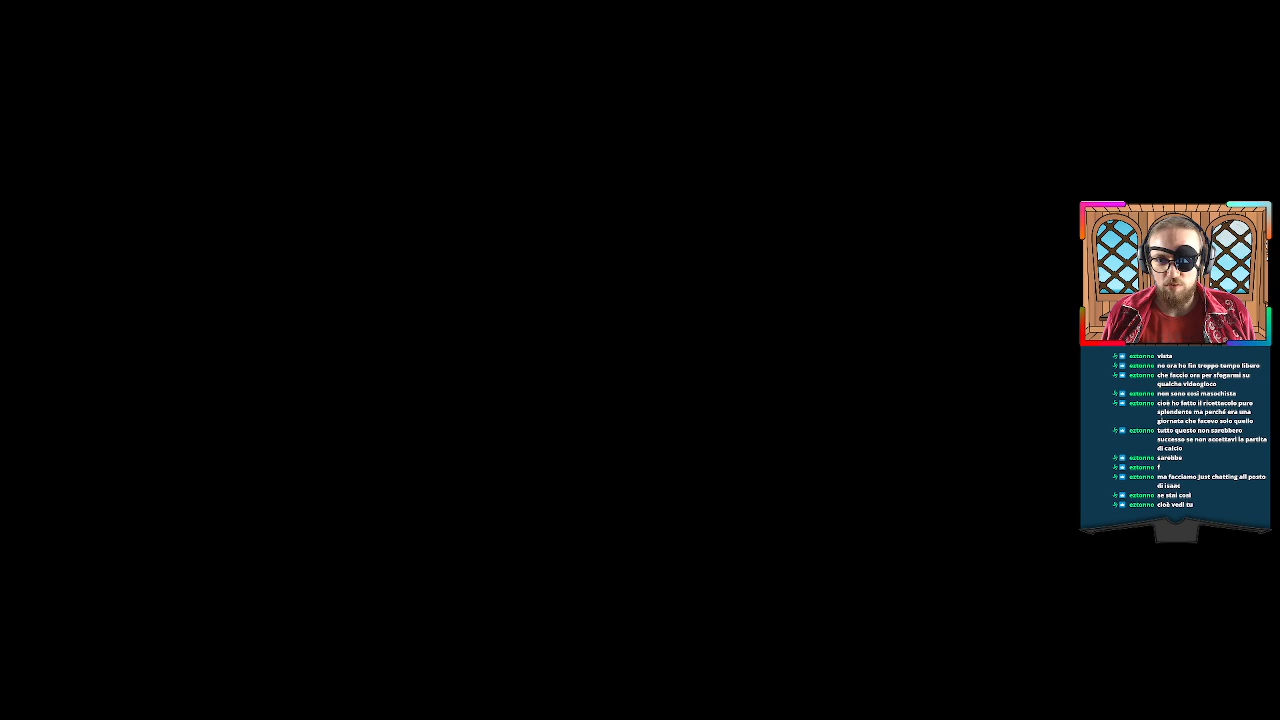 eztonno vista
eztonno no ora ho fin troppo tempo libero
eztonno che faccio ora per sfogarmi su
qualche videogioco
eztonno non sono così masochista
eztonno cioè ho fatto il ricettacolo puro
splendente ma perché era una
giornata che facevo solo quello
eztonno tutto questo non sarebbero
successo se non accettavi la partita
di calcio
eztonno sarebbe
eztonno f
eztonno ma facciamo just chatting all posto
di isaac
eztonno se stai così
eztonno cioè vedi tu